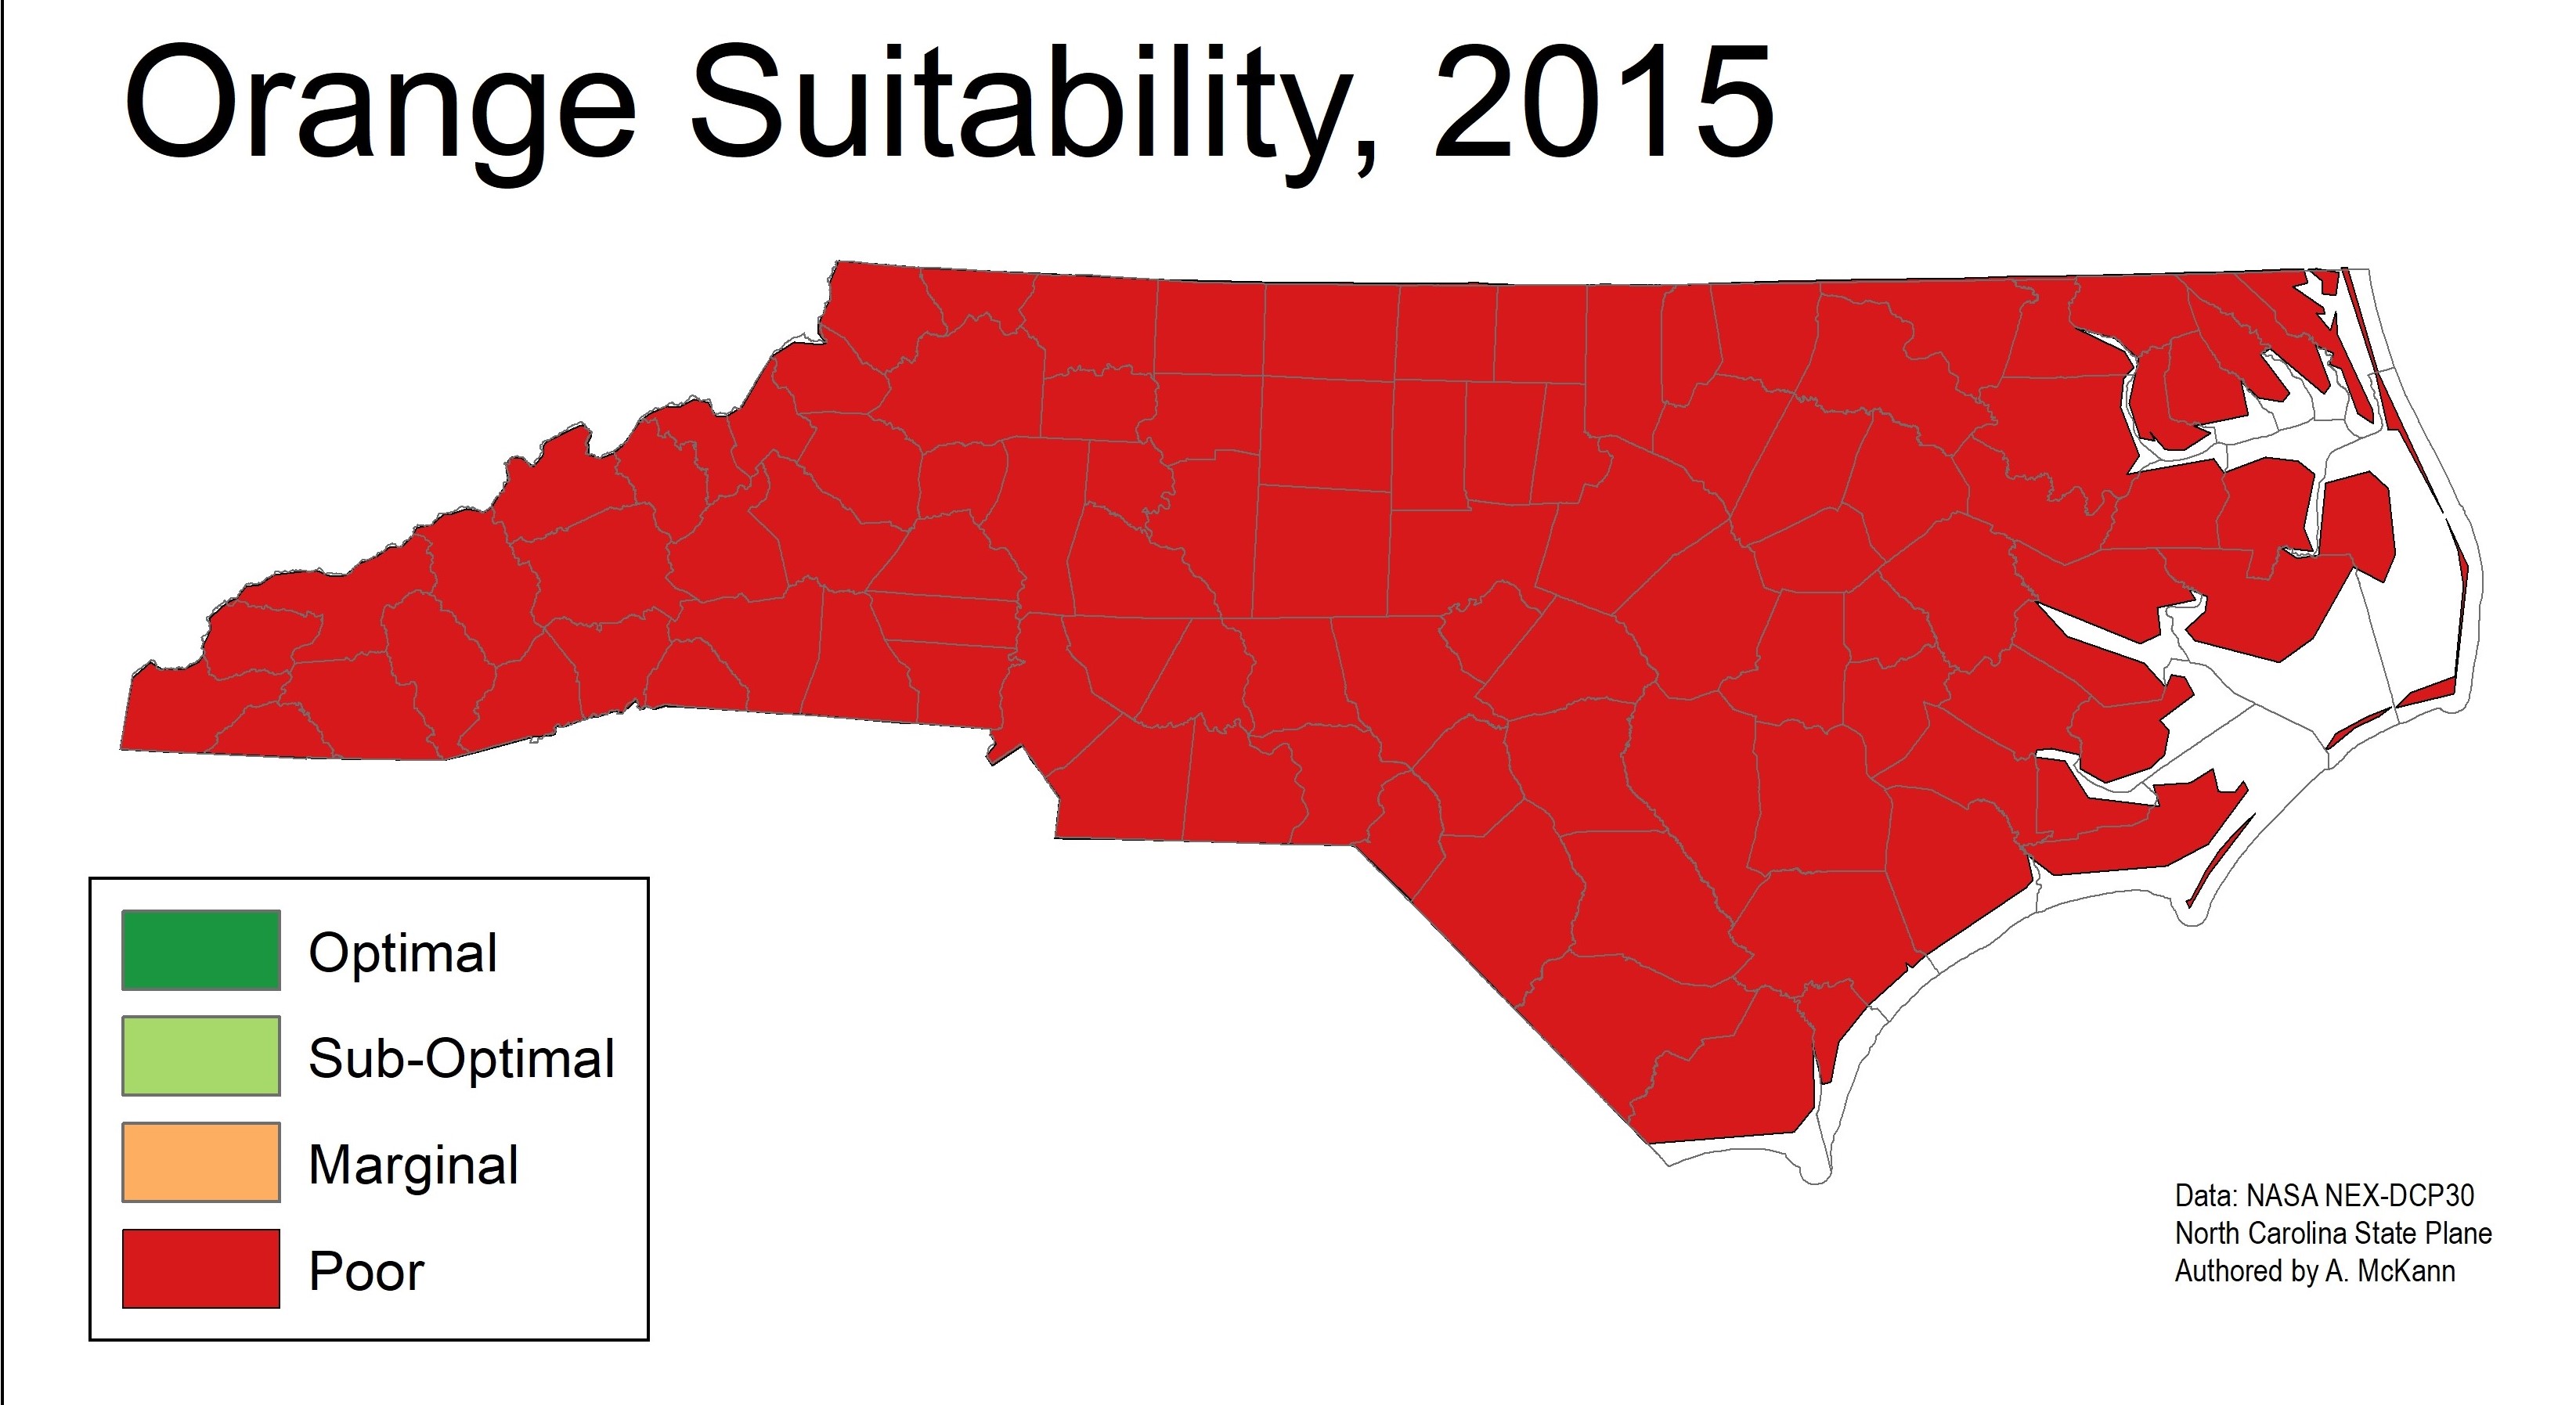 Orange Suitability, 2015
Optimal
Sub-Optimal
Marginal
Poor
Data: NASA NEX-DCP30
North Carolina State Plane
Authored by A. McKann